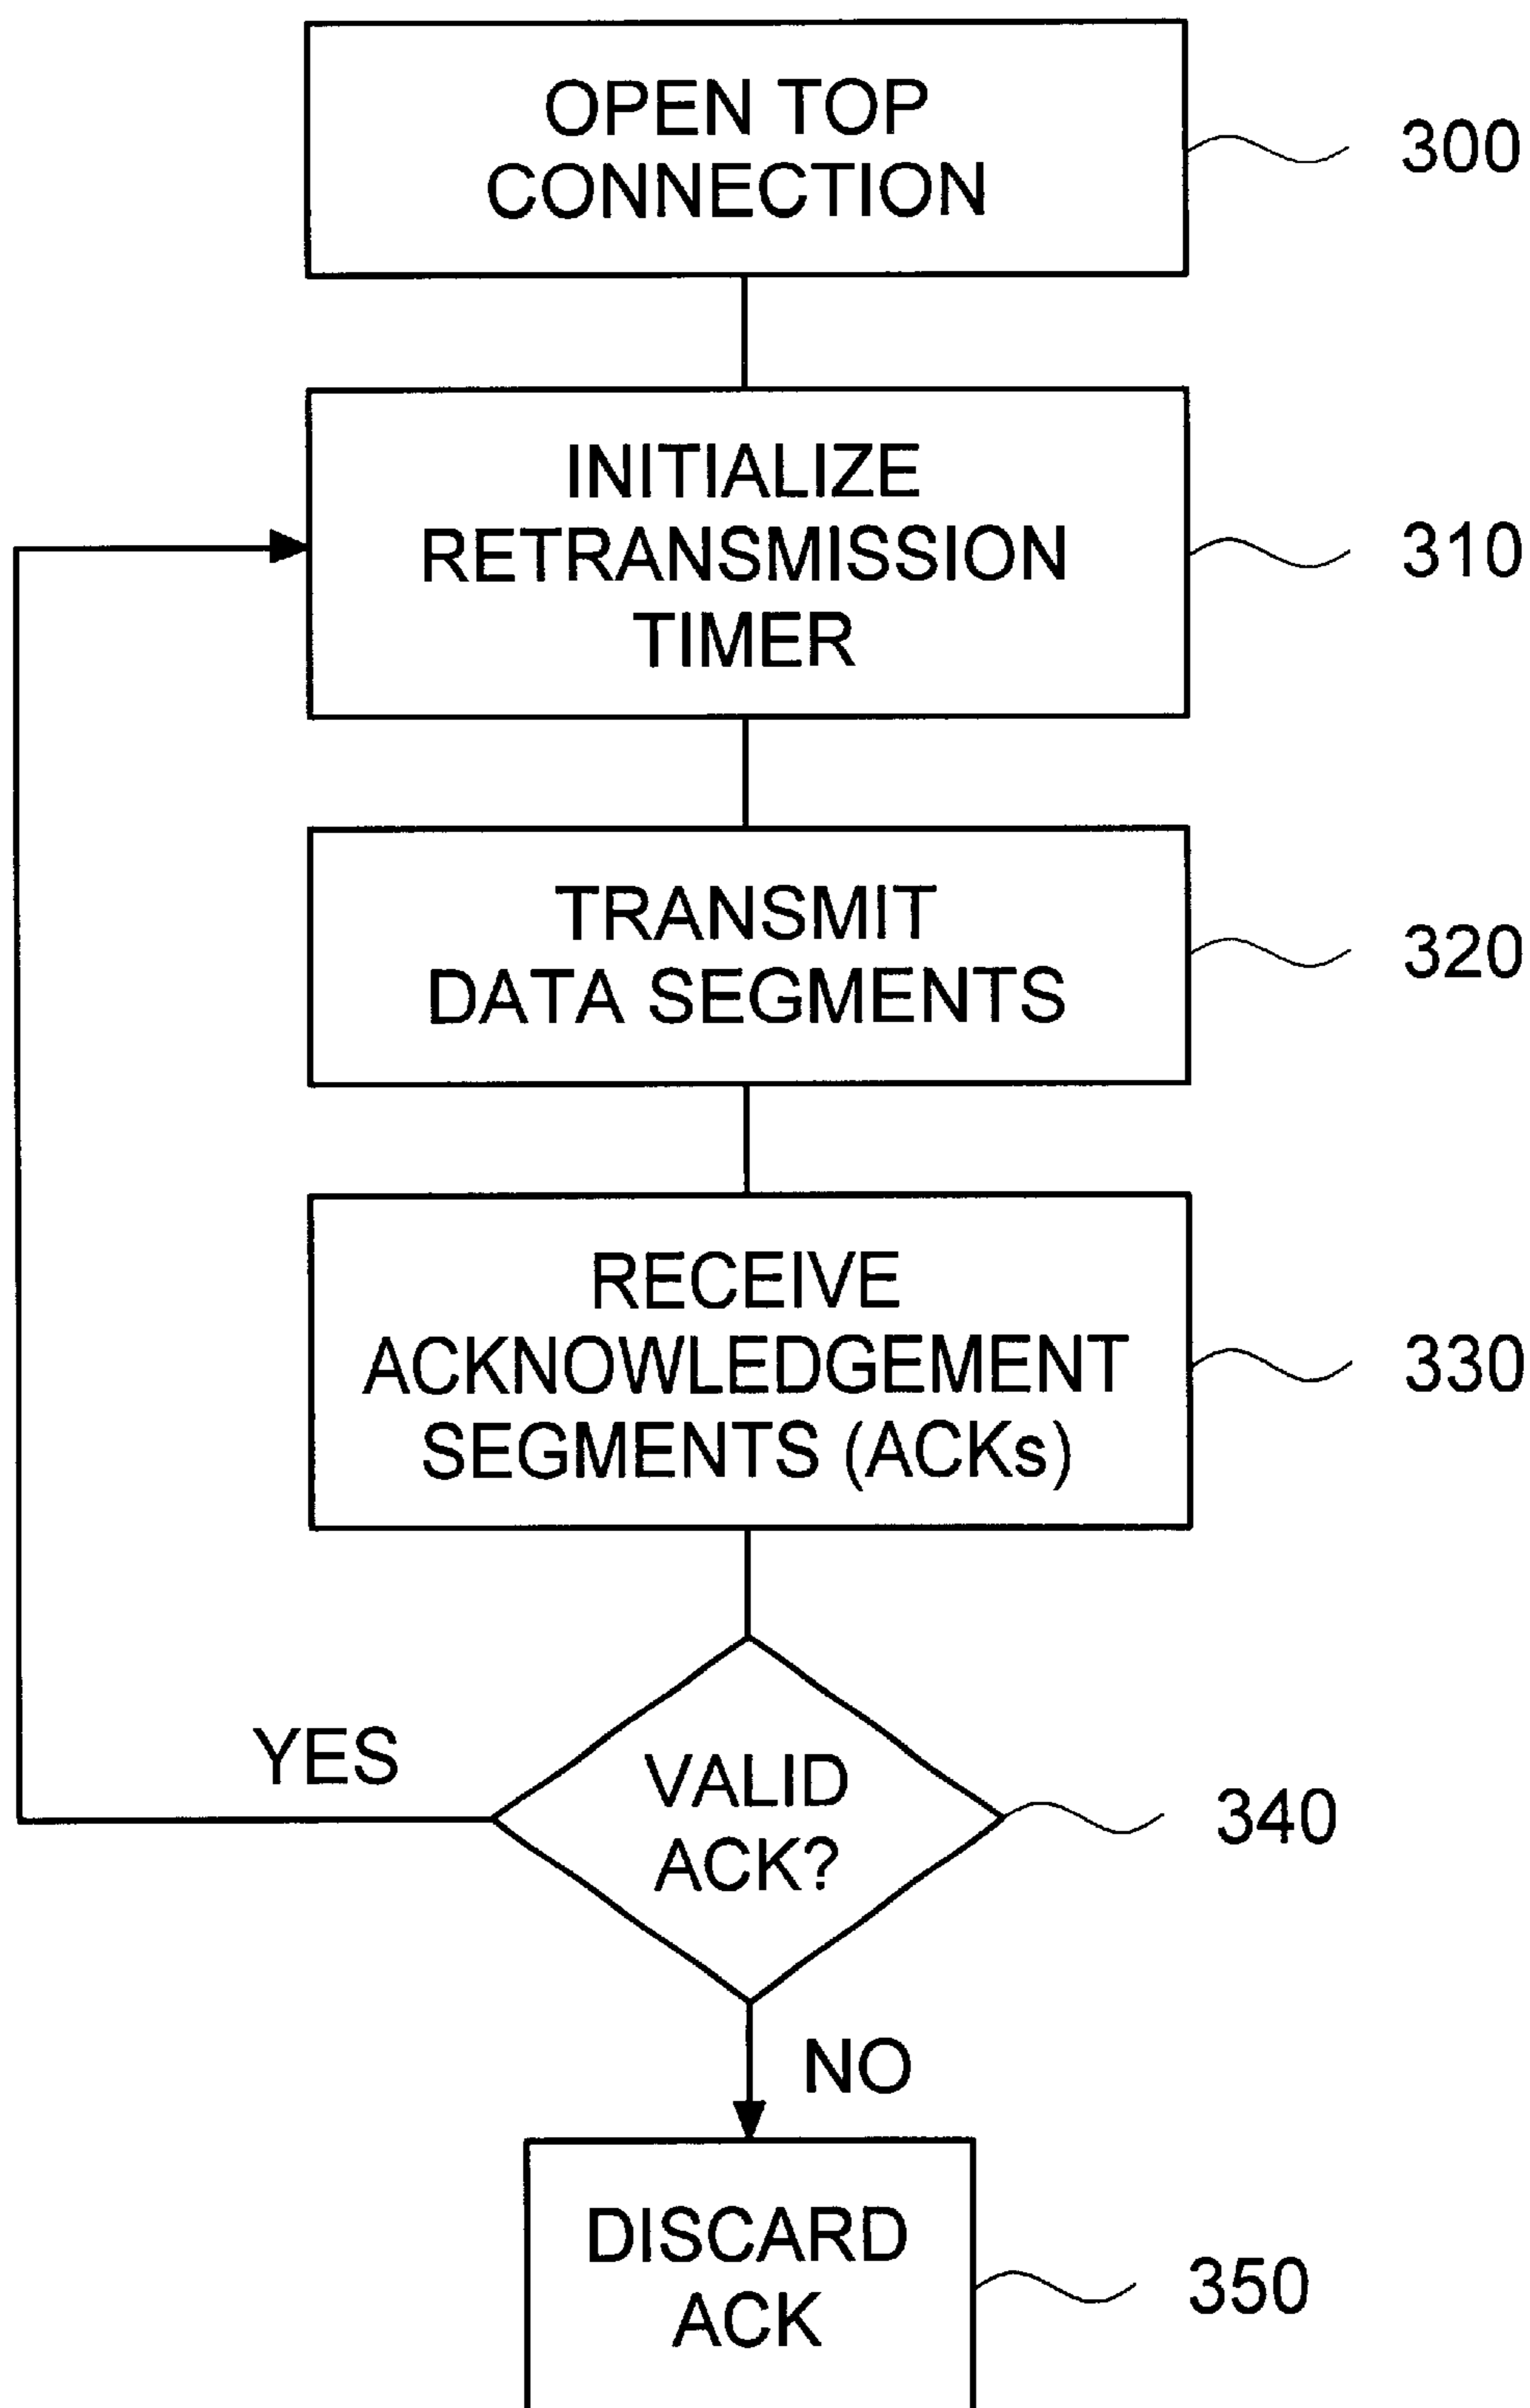 OPEN TOP
CONNECTION
300
INITIALIZE
RETRANSMISSION
TIMER
310
TRANSMIT
DATA SEGMENTS
320
RECEIVE
ACKNOWLEDGEMENT
SEGMENTS (ACKs)
330
YES
VALID
ACK?
340
NO
DISCARD
ACK
350